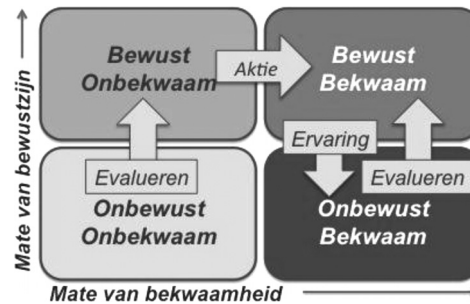 Mate van bewustzijn
Bewust
Onbekwaam
Aktie
Bewust
Bekwaam
Evalueren
Onbewust
Onbekwaam
Ervaring
Evalueren
Onbewust
Bekwaam
Mate van bekwaamheid